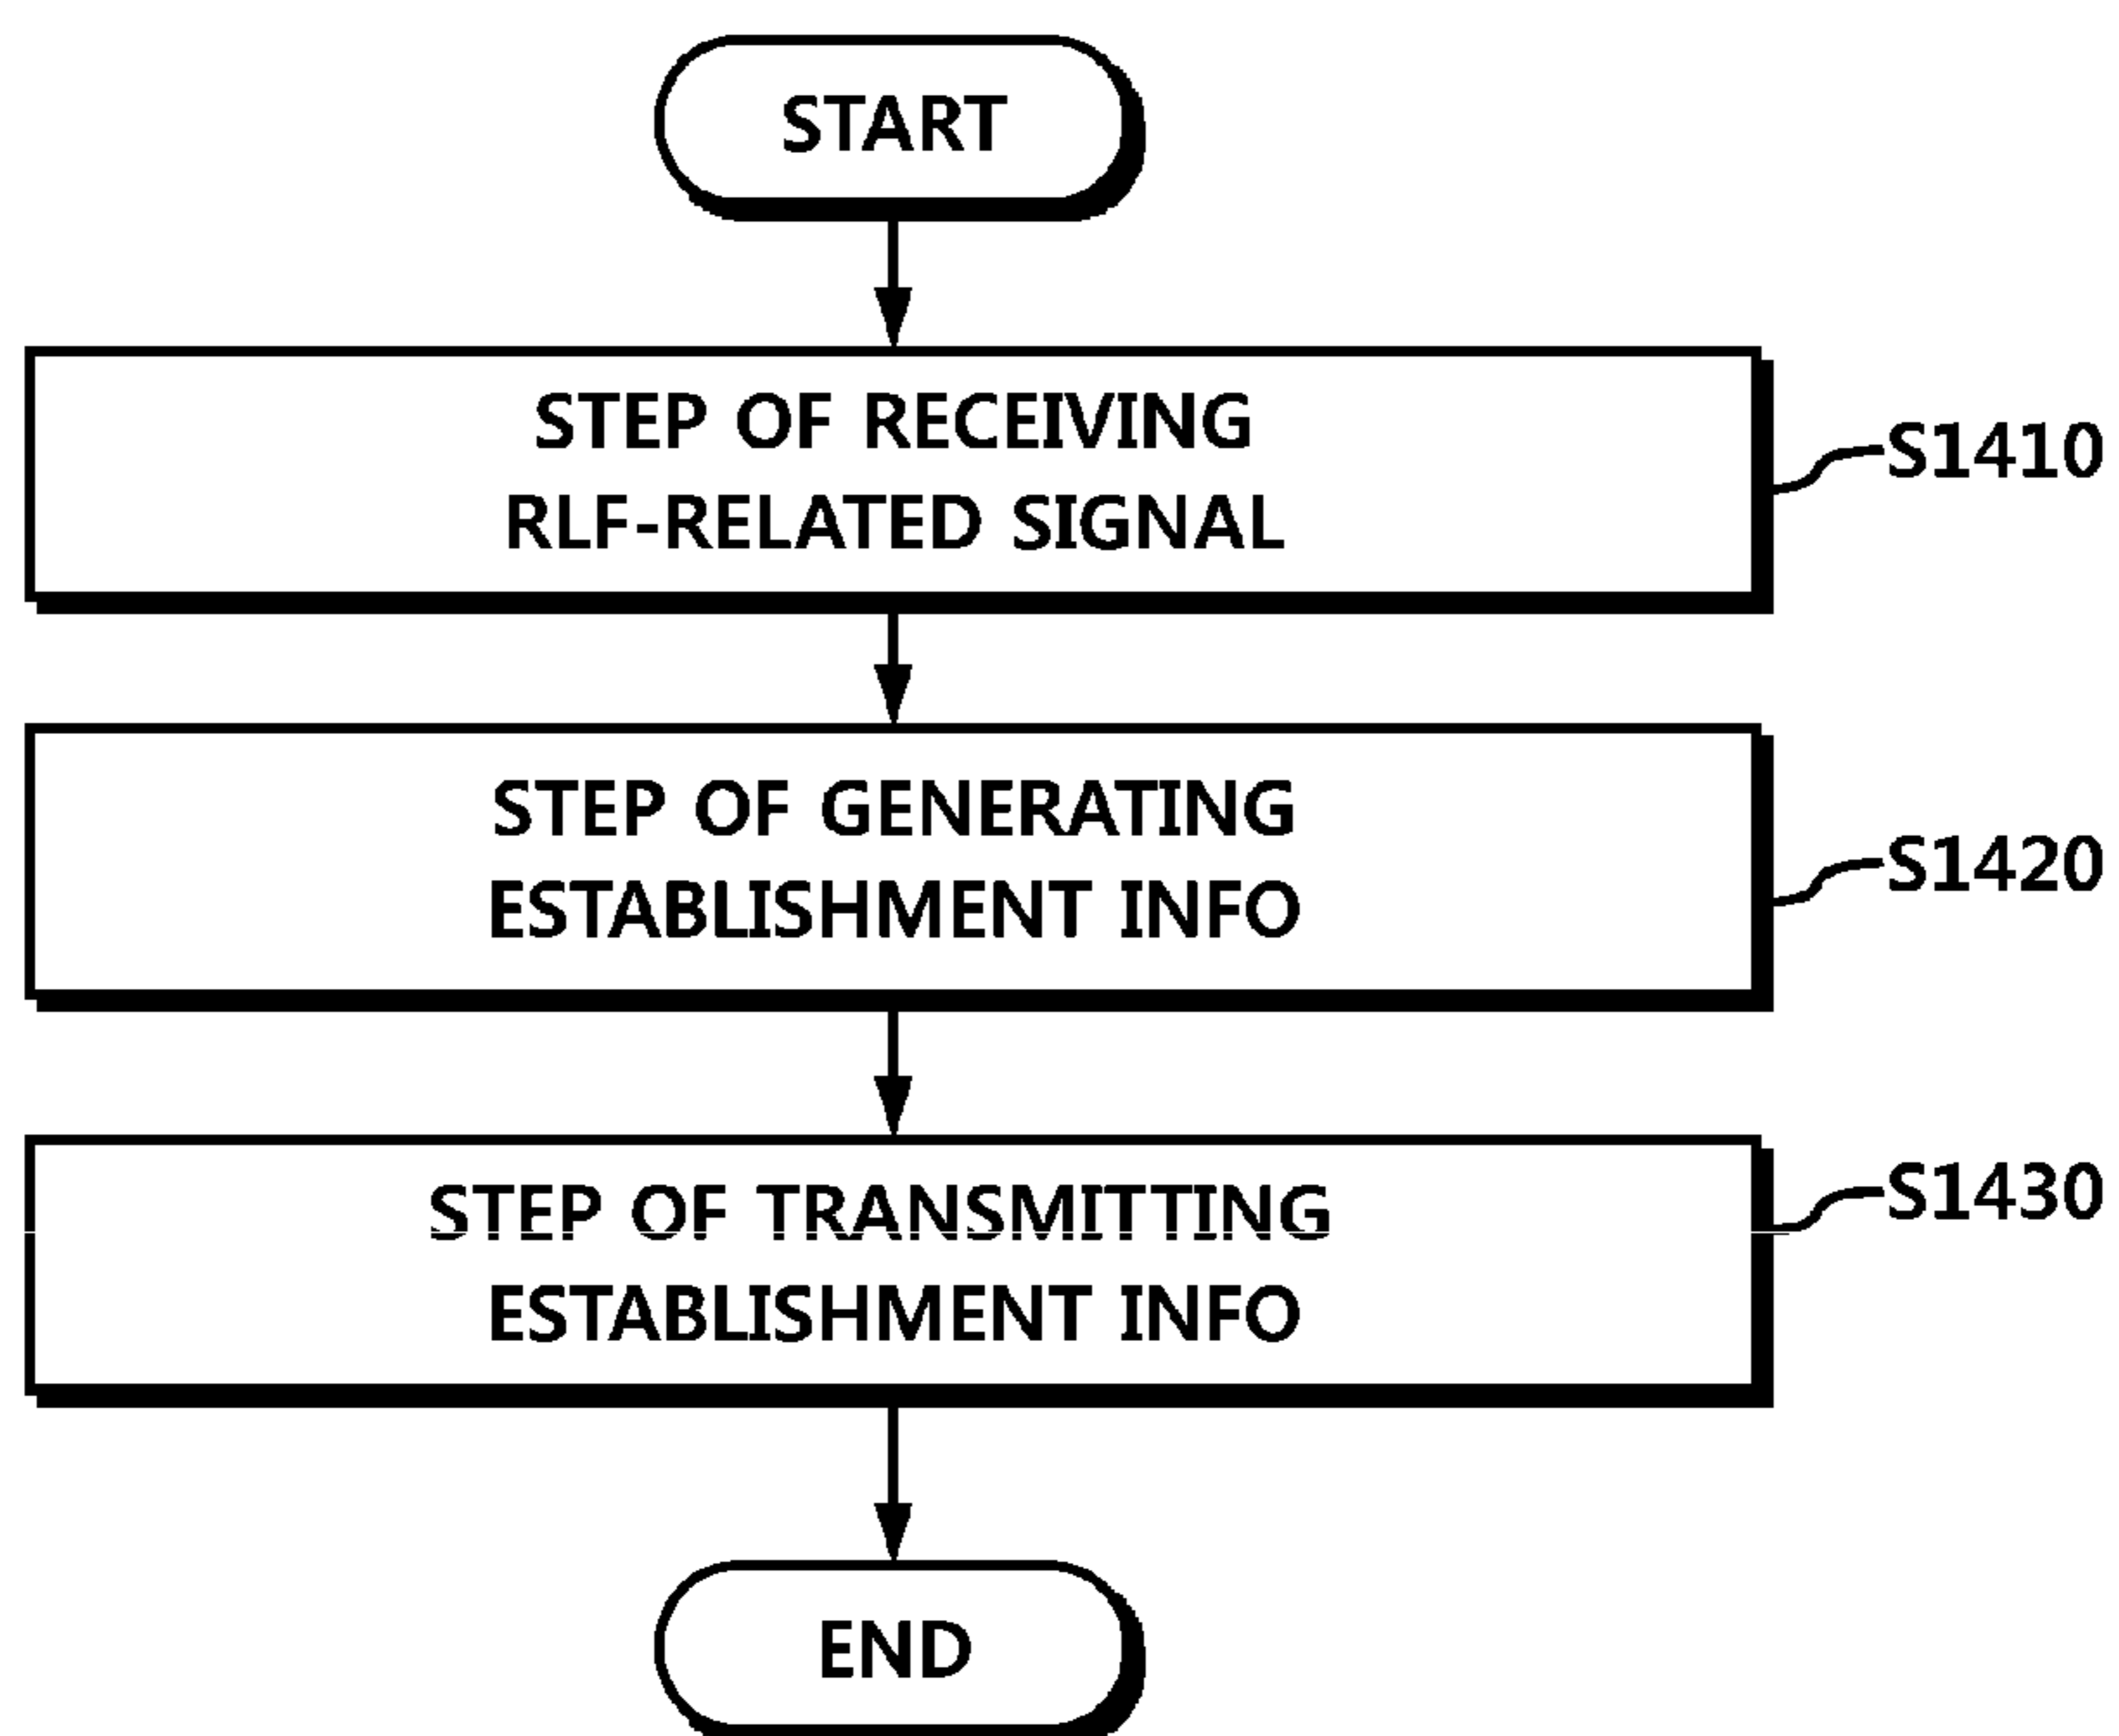 START
STEP OF RECEIVING
RLF-RELATED SIGNAL
S1410
STEP OF GENERATING
ESTABLISHMENT INFO
S1420
STEP OF TRANSMITTING
ESTABLISHMENT INFO
S1430
END